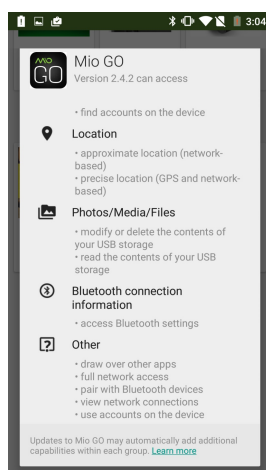 3:04
MIO
GO
Mio GO
Version 2.4.2 can access
• find accounts on the device
Location
• approximate location (network-
based)
• precise location (GPS and network-
based)
Photos/Media/Files
• modify or delete the contents of
your USB storage
• read the contents of your USB
storage
Bluetooth connection
information
• access Bluetooth settings
Other
• draw over other apps
• full network access
• pair with Bluetooth devices
• view network connections
• use accounts on the device
Updates to Mio GO may automatically add additional
capabilities within each group. Learn more